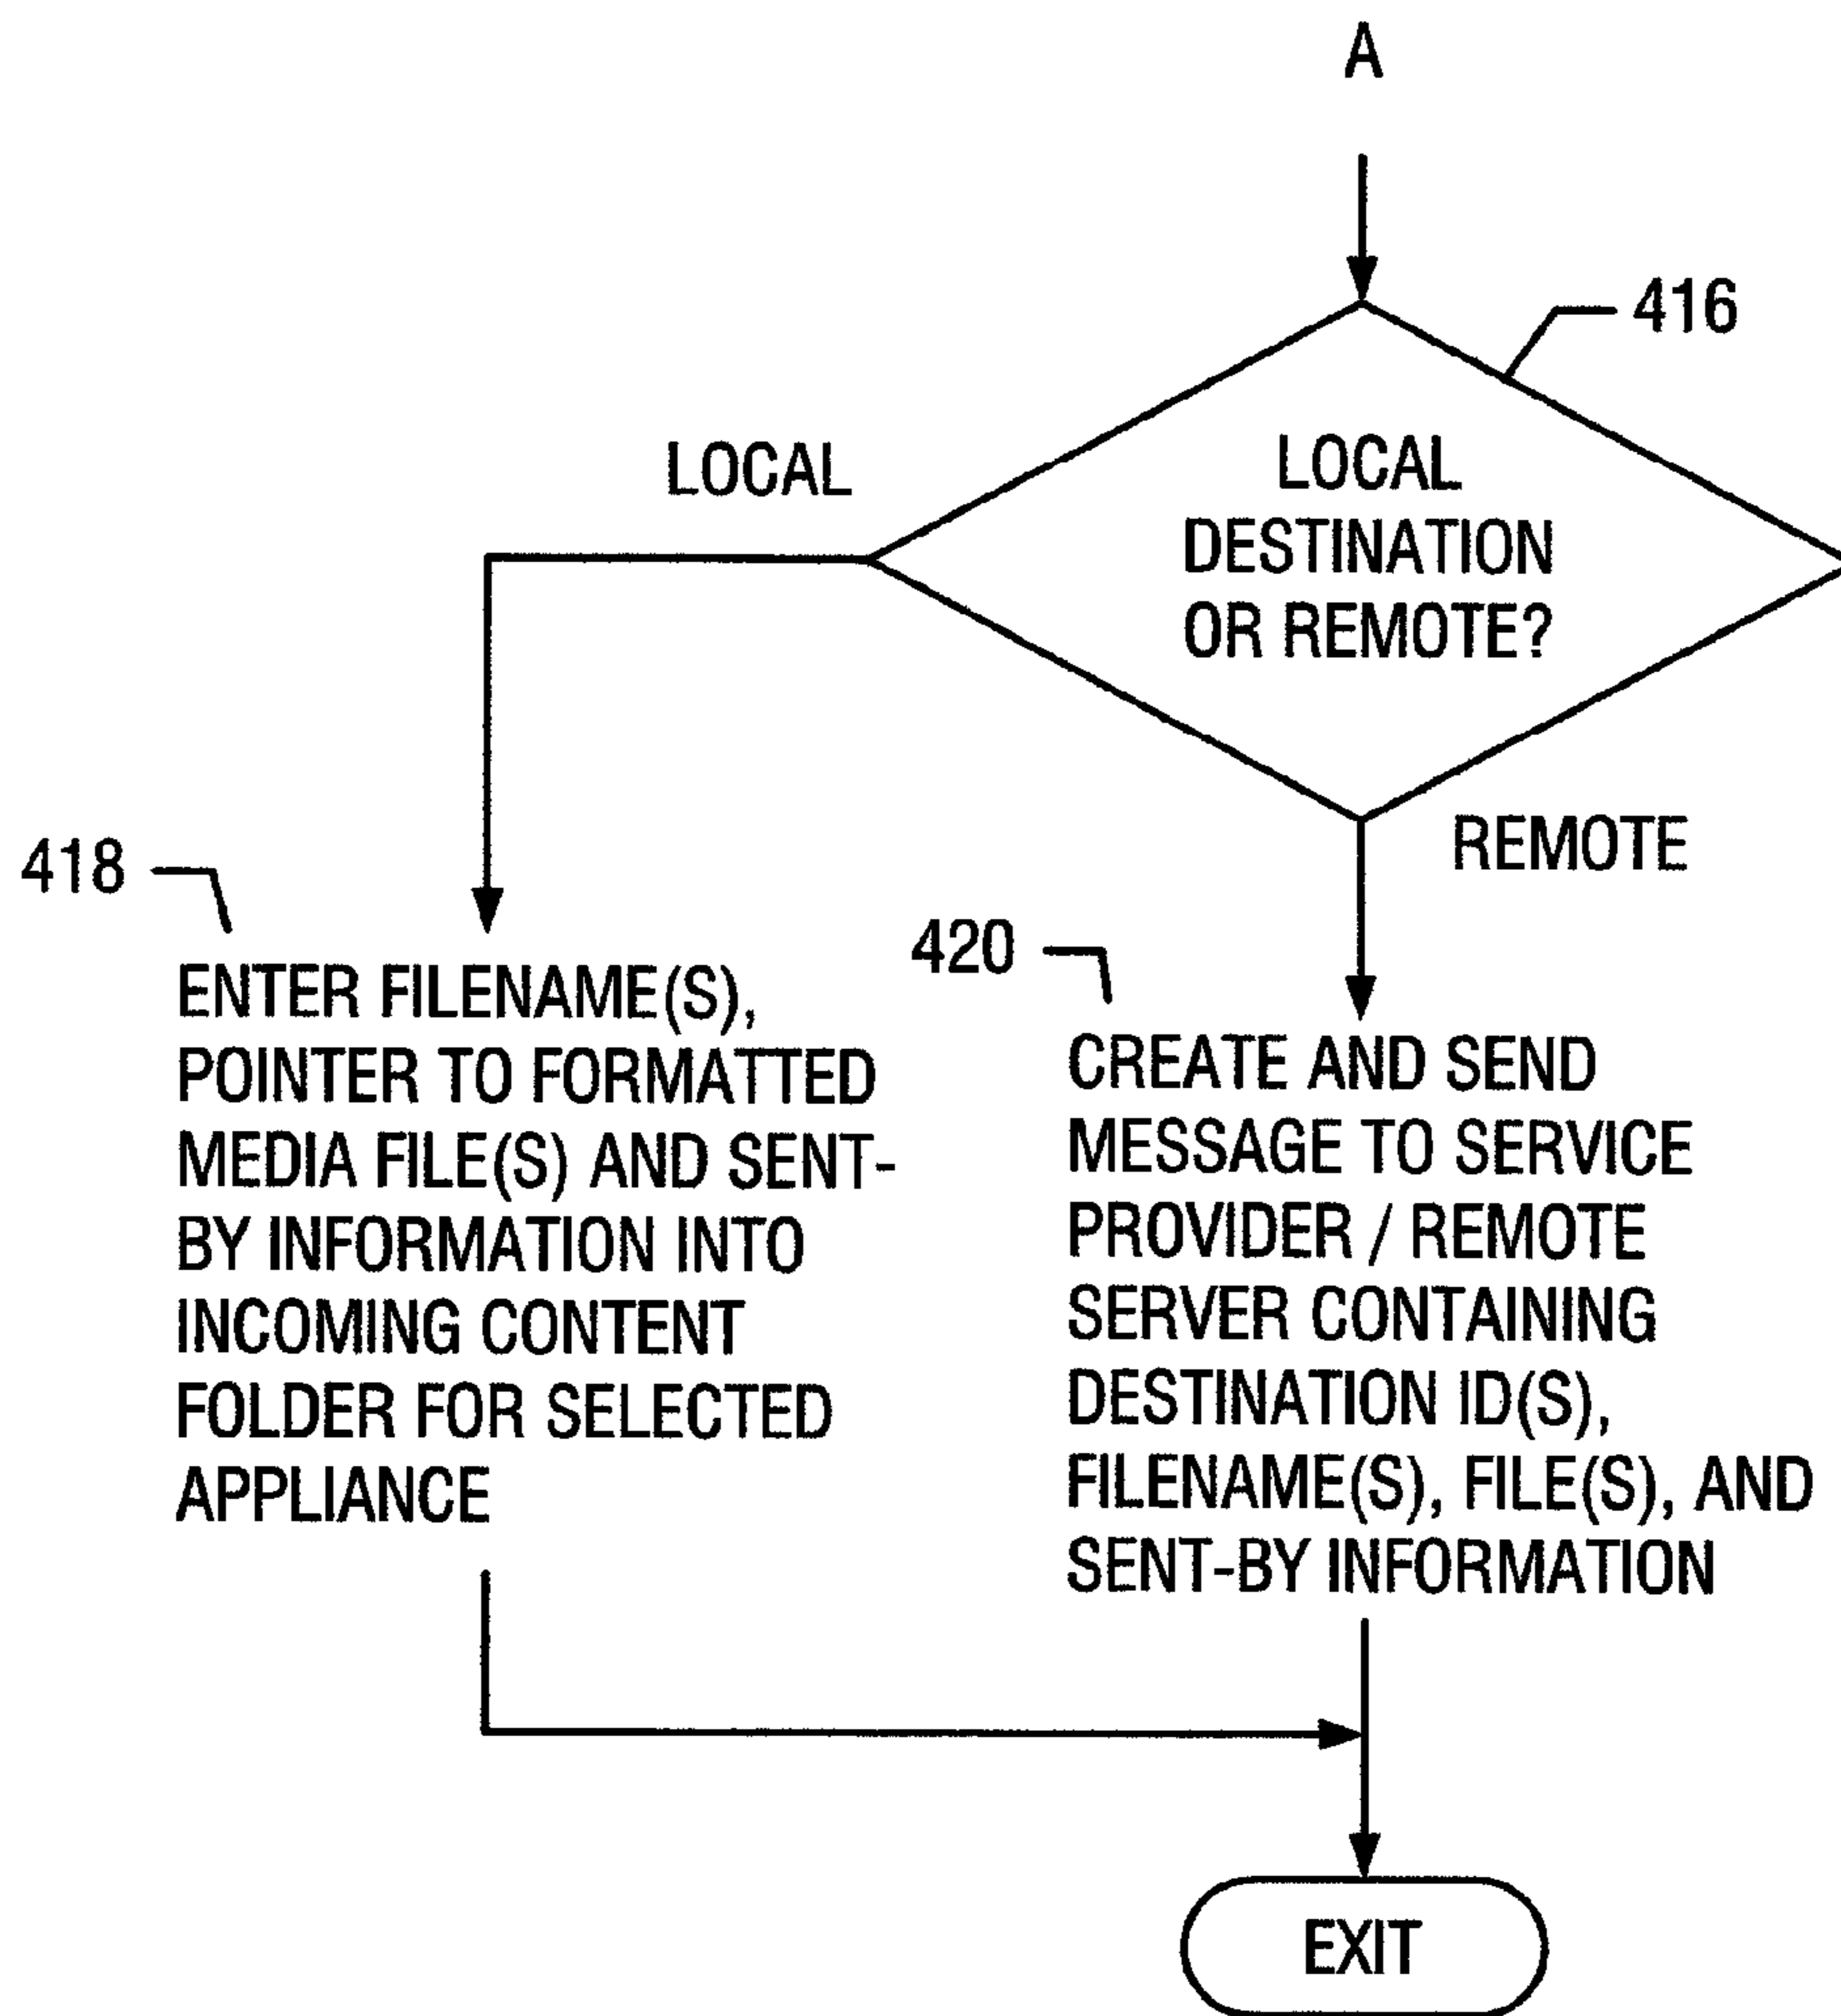 A
416
LOCAL
LOCAL
DESTINATION
OR REMOTE?
REMOTE
418
ENTER FILENAME(S),
POINTER TO FORMATTED
MEDIA FILE(S) AND SENT-
BY INFORMATION INTO
INCOMING CONTENT
FOLDER FOR SELECTED
APPLIANCE
420
CREATE AND SEND
MESSAGE TO SERVICE
PROVIDER / REMOTE
SERVER CONTAINING
DESTINATION ID(S),
FILENAME(S), FILE(S), AND
SENT-BY INFORMATION
EXIT